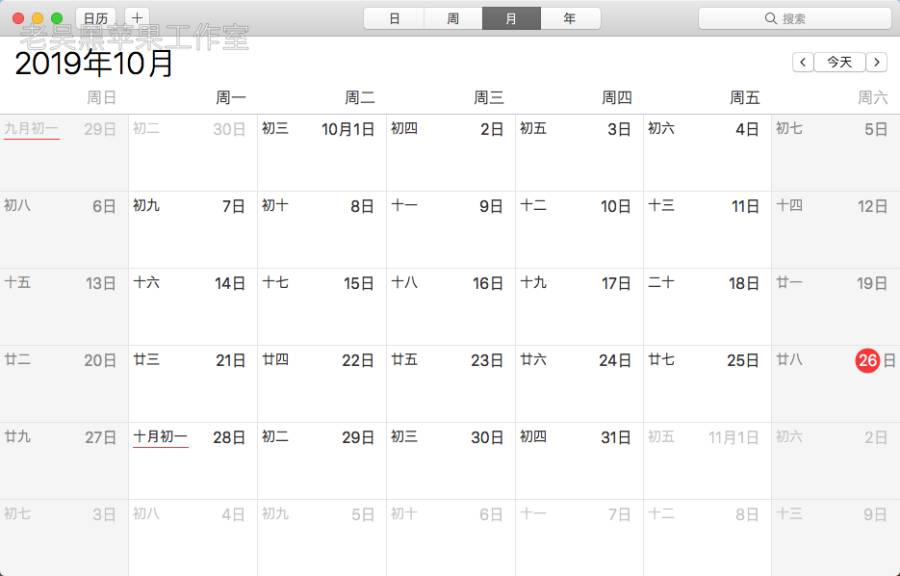 日历 + 日 周 月 年 搜索
老吴黑苹果工作室
2019年10月 < 今天 >
周日 周一 周二 周三 周四 周五 周六
九月初一 29日 初二 30日 初三 10月1日 初四 2日 初五 3日 初六 4日 初七 5日
初八 6日 初九 7日 初十 8日 十一 9日 十二 10日 十三 11日 十四 12日
十五 13日 十六 14日 十七 15日 十八 16日 十九 17日 二十 18日 廿一 19日
廿二 20日 廿三 21日 廿四 22日 廿五 23日 廿六 24日 廿七 25日 廿八 26日
廿九 27日 十月初一 28日 初二 29日 初三 30日 初四 31日 初五 11月1日 初六 2日
初七 3日 初八 4日 初九 5日 初十 6日 十一 7日 十二 8日 十三 9日